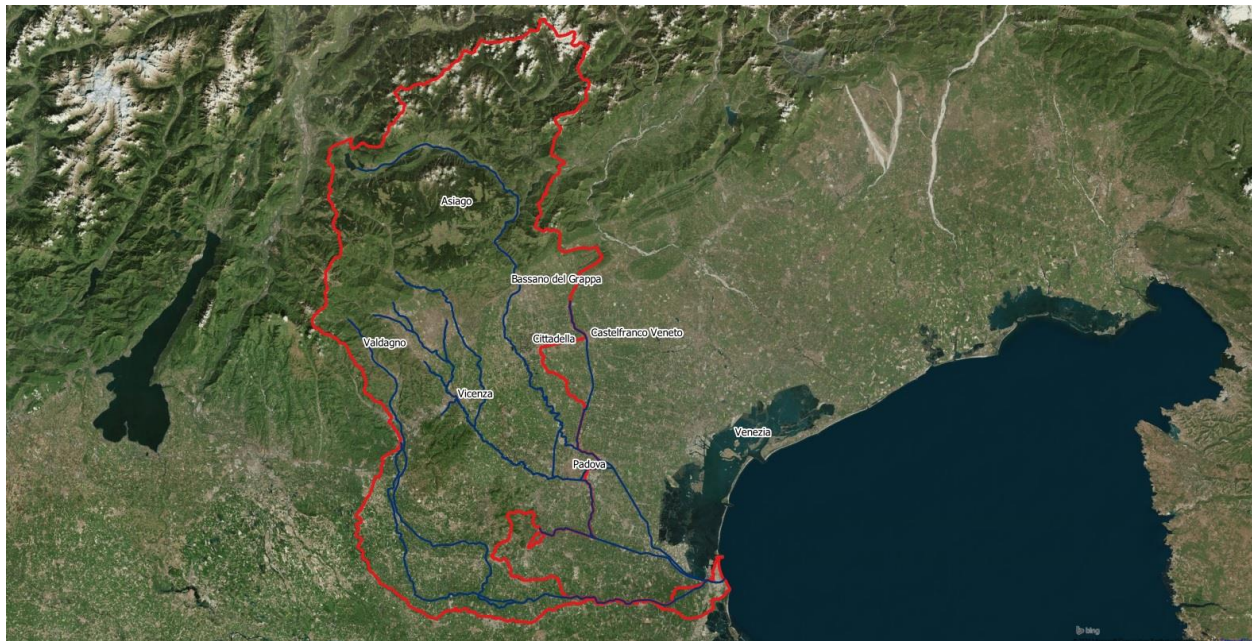 Asiago
Bassano del Grappa
Castelfranco Veneto
Cittadella
Valdagno
Vicenza
Venezia
Padova
bing